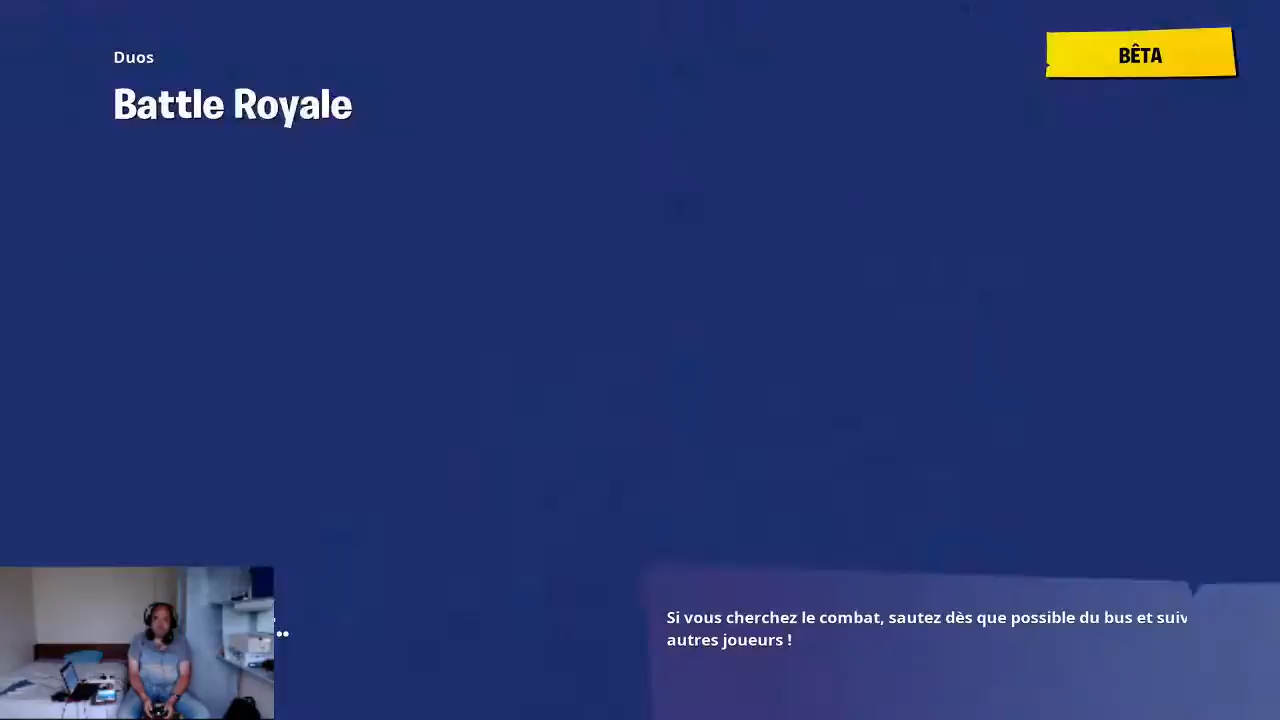 Duos
Battle Royale
BÊTA
Si vous cherchez le combat, sautez dès que possible du bus et suiv
autres joueurs !